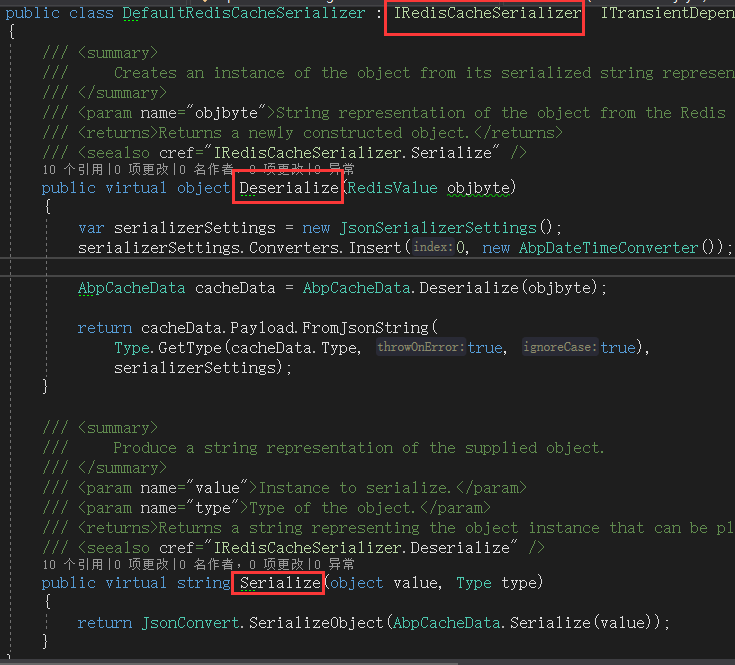 public class DefaultRedisCacheSerializer : IRedisCacheSerializer ITransientDepen
{
/// <summary>
/// Creates an instance of the object from its serialized string represen
/// </summary>
/// <param name="objbyte">String representation of the object from the Redis
/// <returns>Returns a newly constructed object.</returns>
/// <seealso cref="IRedisCacheSerializer.Serialize" />
10 个引用|0 项更改|0 名作者, 0 项更改|0 异常
public virtual object Deserialize(RedisValue objbyte)
{
var serializerSettings = new JsonSerializerSettings();
serializerSettings.Converters.Insert(index:0, new AbpDateTimeConverter());
AbpCacheData cacheData = AbpCacheData.Deserialize(objbyte);
return cacheData.Payload.FromJsonString(
Type.GetType(cacheData.Type, throwOnError:true, ignoreCase:true),
serializerSettings);
}
/// <summary>
/// Produce a string representation of the supplied object.
/// </summary>
/// <param name="value">Instance to serialize.</param>
/// <param name="type">Type of the object.</param>
/// <returns>Returns a string representing the object instance that can be pl
/// <seealso cref="IRedisCacheSerializer.Deserialize" />
10 个引用|0 项更改|0 名作者, 0 项更改|0 异常
public virtual string Serialize(object value, Type type)
{
return JsonConvert.SerializeObject(AbpCacheData.Serialize(value));
}
}